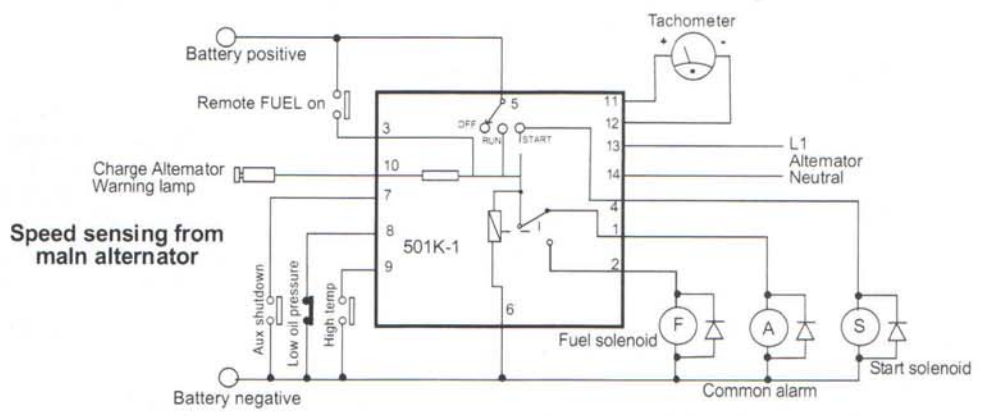 Tachometer
+ -
Battery positive
Remote FUEL on
5
OFF RUN START
3
11
12
13
L1
Alternator
14
Neutral
10
Charge Alternator
Warning lamp
7
4
Speed sensing from
main alternator
8
501K-1
1
9
2
6
Aux shutdown
Low oil pressure
High temp
F
A
S
Fuel solenoid
Start solenoid
Common alarm
Battery negative